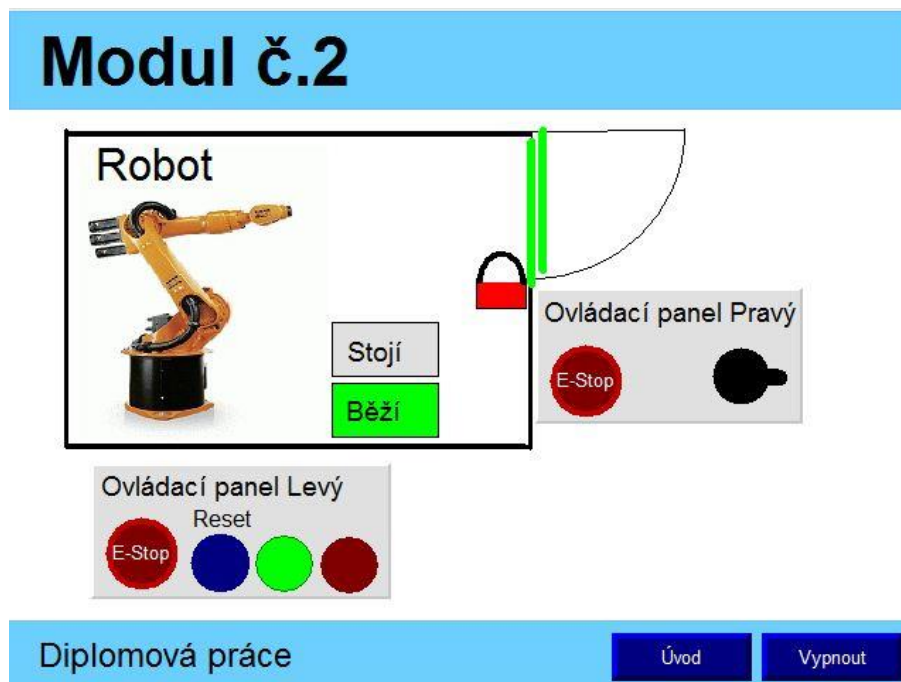 Modul č.2
Robot
Stojí
Běží
Ovládací panel Pravý
E-Stop
Ovládací panel Levý
Reset
E-Stop
Diplomová práce
Úvod
Vypnout